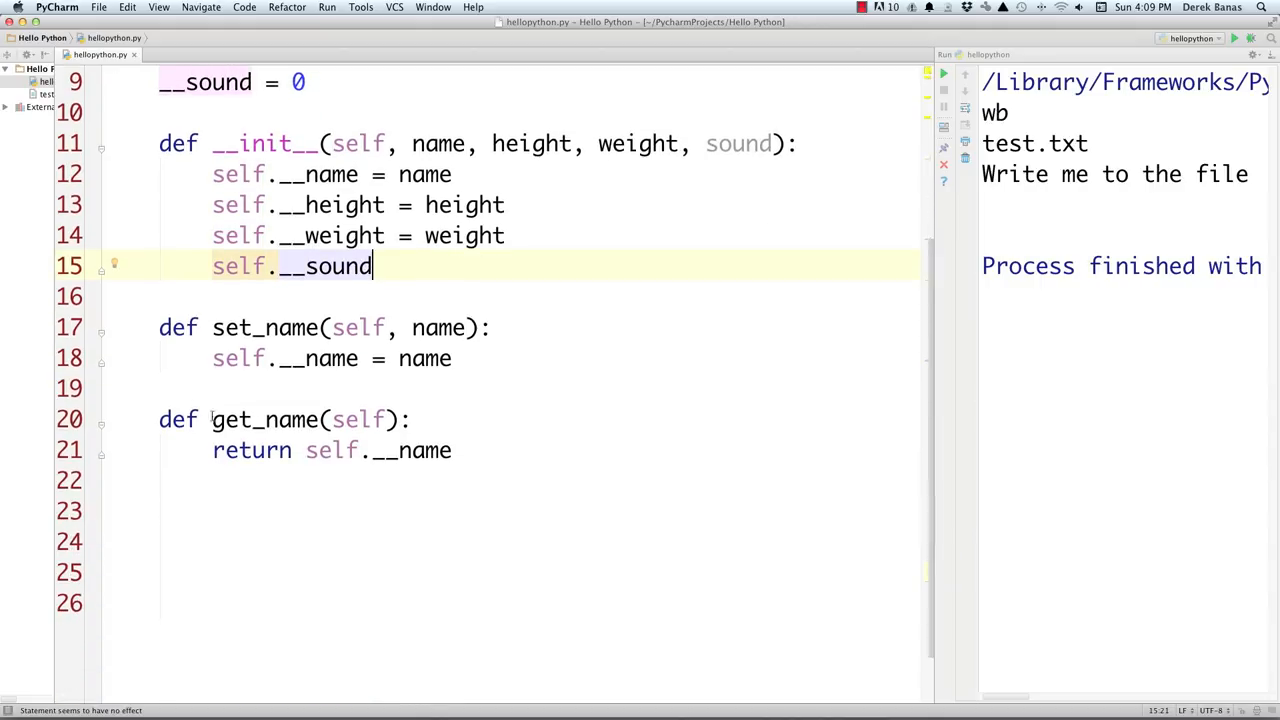 PyCharm File Edit View Navigate Code Refactor Run Tools VCS Window Help 10 Sun 4:09 PM Derek Banas
hellopython.py – Hello Python – [~/PycharmProjects/Hello Python]
Hello Python hellopython.py hellopython
hellopython.py Run hellopython
Hello P
hell
test
Extern
9 __sound = 0
10
11 def __init__(self, name, height, weight, sound):
12 self.__name = name
13 self.__height = height
14 self.__weight = weight
15 self.__sound
16
17 def set_name(self, name):
18 self.__name = name
19
20 def get_name(self):
21 return self.__name
22
23
24
25
26
/Library/Frameworks/Py
wb
test.txt
Write me to the file
Process finished with
Statement seems to have no effect 15:21 LF UTF-8